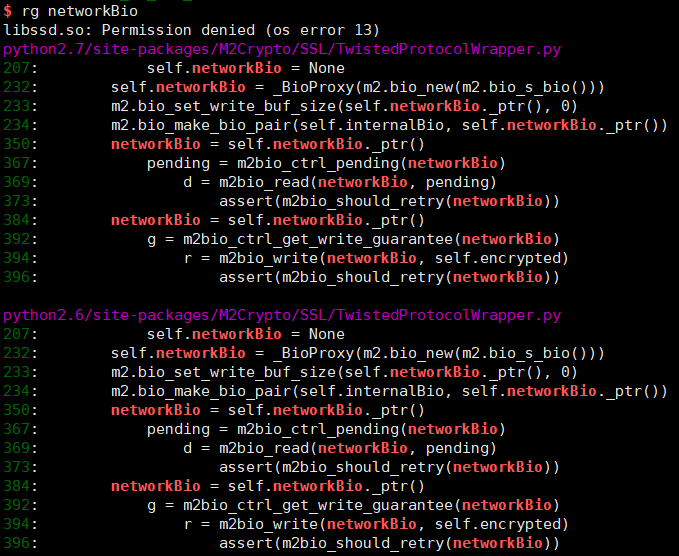 $ rg networkBio
libssd.so: Permission denied (os error 13)
python2.7/site-packages/M2Crypto/SSL/TwistedProtocolWrapper.py
207:            self.networkBio = None
232:        self.networkBio = _BioProxy(m2.bio_new(m2.bio_s_bio()))
233:        m2.bio_set_write_buf_size(self.networkBio._ptr(), 0)
234:        m2.bio_make_bio_pair(self.internalBio, self.networkBio._ptr())
350:        networkBio = self.networkBio._ptr()
367:            pending = m2bio_ctrl_pending(networkBio)
369:                d = m2bio_read(networkBio, pending)
373:                    assert(m2bio_should_retry(networkBio))
384:        networkBio = self.networkBio._ptr()
392:            g = m2bio_ctrl_get_write_guarantee(networkBio)
394:                r = m2bio_write(networkBio, self.encrypted)
396:                    assert(m2bio_should_retry(networkBio))

python2.6/site-packages/M2Crypto/SSL/TwistedProtocolWrapper.py
207:            self.networkBio = None
232:        self.networkBio = _BioProxy(m2.bio_new(m2.bio_s_bio()))
233:        m2.bio_set_write_buf_size(self.networkBio._ptr(), 0)
234:        m2.bio_make_bio_pair(self.internalBio, self.networkBio._ptr())
350:        networkBio = self.networkBio._ptr()
367:            pending = m2bio_ctrl_pending(networkBio)
369:                d = m2bio_read(networkBio, pending)
373:                    assert(m2bio_should_retry(networkBio))
384:        networkBio = self.networkBio._ptr()
392:            g = m2bio_ctrl_get_write_guarantee(networkBio)
394:                r = m2bio_write(networkBio, self.encrypted)
396:                    assert(m2bio_should_retry(networkBio))